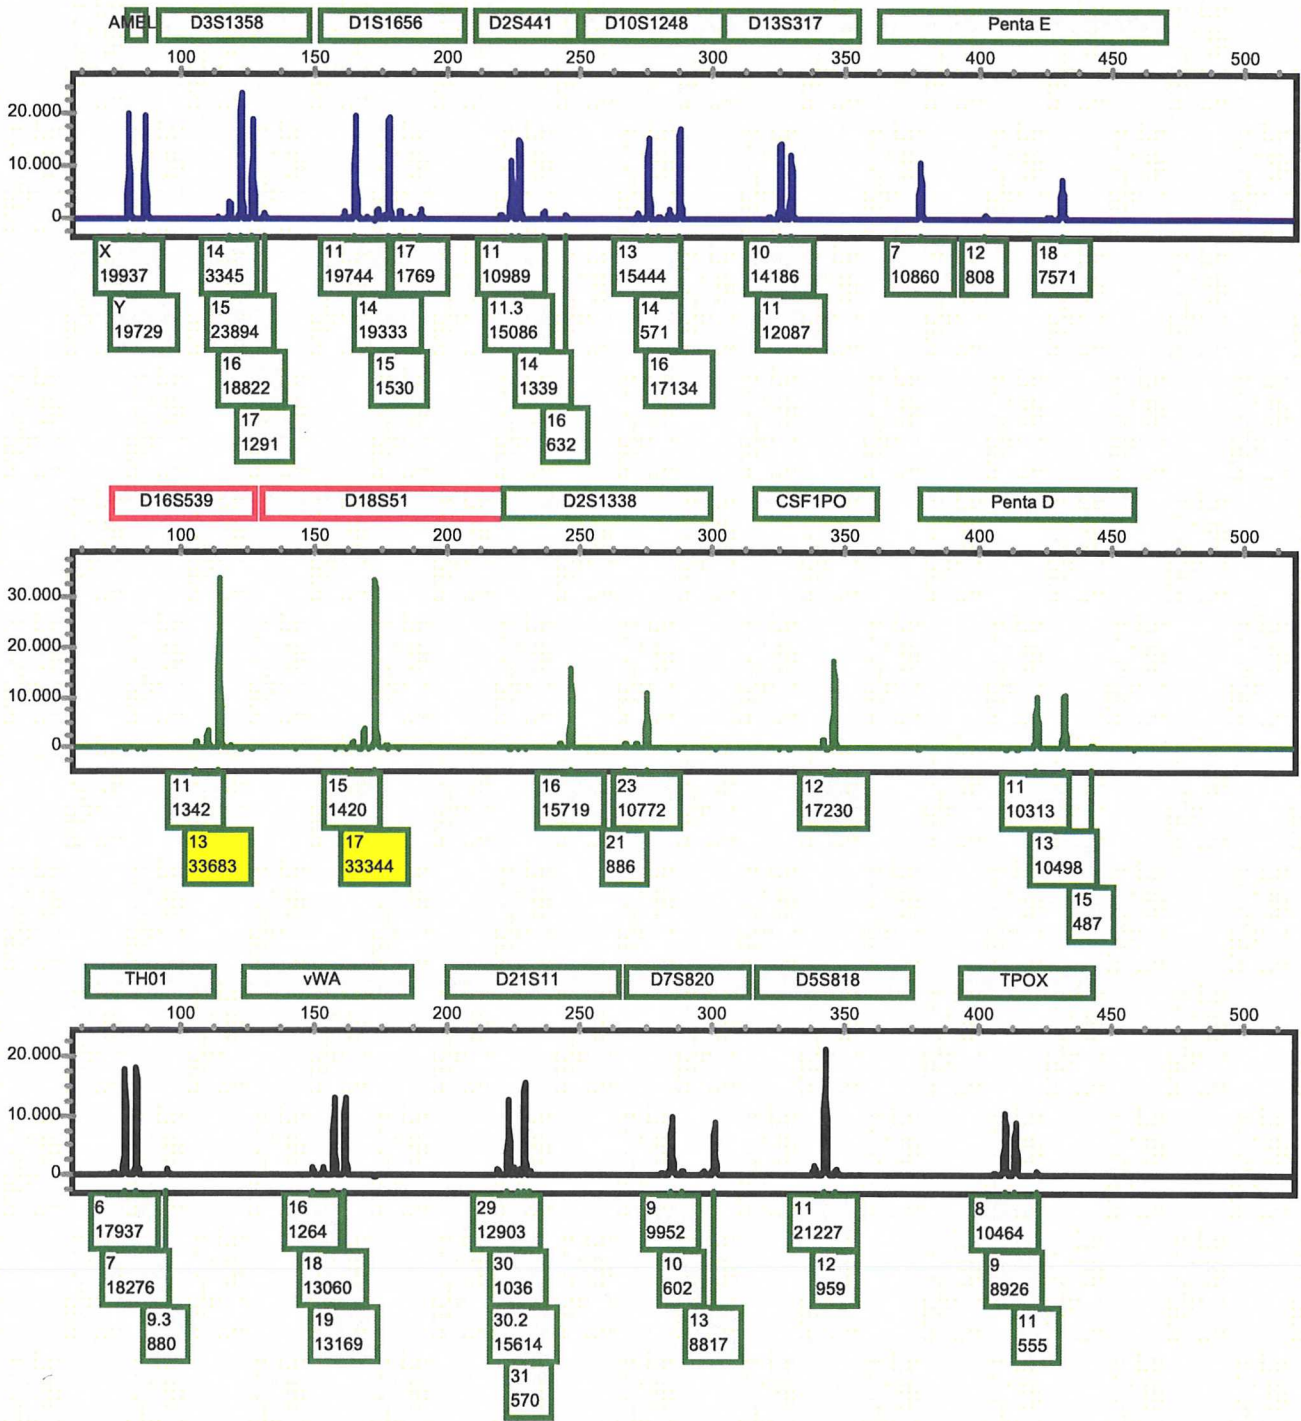 AMEL D3S1358 D1S1656 D2S441 D10S1248 D13S317 Penta E
100 150 200 250 300 350 400 450 500
20.000
10.000
0
X 14 11 17 11 13 10 7 12 18
19937 3345 19744 1769 10989 15444 14186 10860 808 7571
Y 15 14 11.3 14 11
19729 23894 19333 15086 571 12087
16 15 14 16
18822 1530 1339 17134
17 16
1291 632
D16S539 D18S51 D2S1338 CSF1PO Penta D
100 150 200 250 300 350 400 450 500
30.000
20.000
10.000
0
11 15 16 23 12 11
1342 1420 15719 10772 17230 10313
13 17 21 13
33683 33344 886 10498
15
487
TH01 vWA D21S11 D7S820 D5S818 TPOX
100 150 200 250 300 350 400 450 500
20.000
10.000
0
6 16 29 9 11 8
17937 1264 12903 9952 21227 10464
7 18 30 10 12 9
18276 13060 1036 602 959 8926
9.3 19 30.2 13 11
880 13169 15614 8817 555
31
570